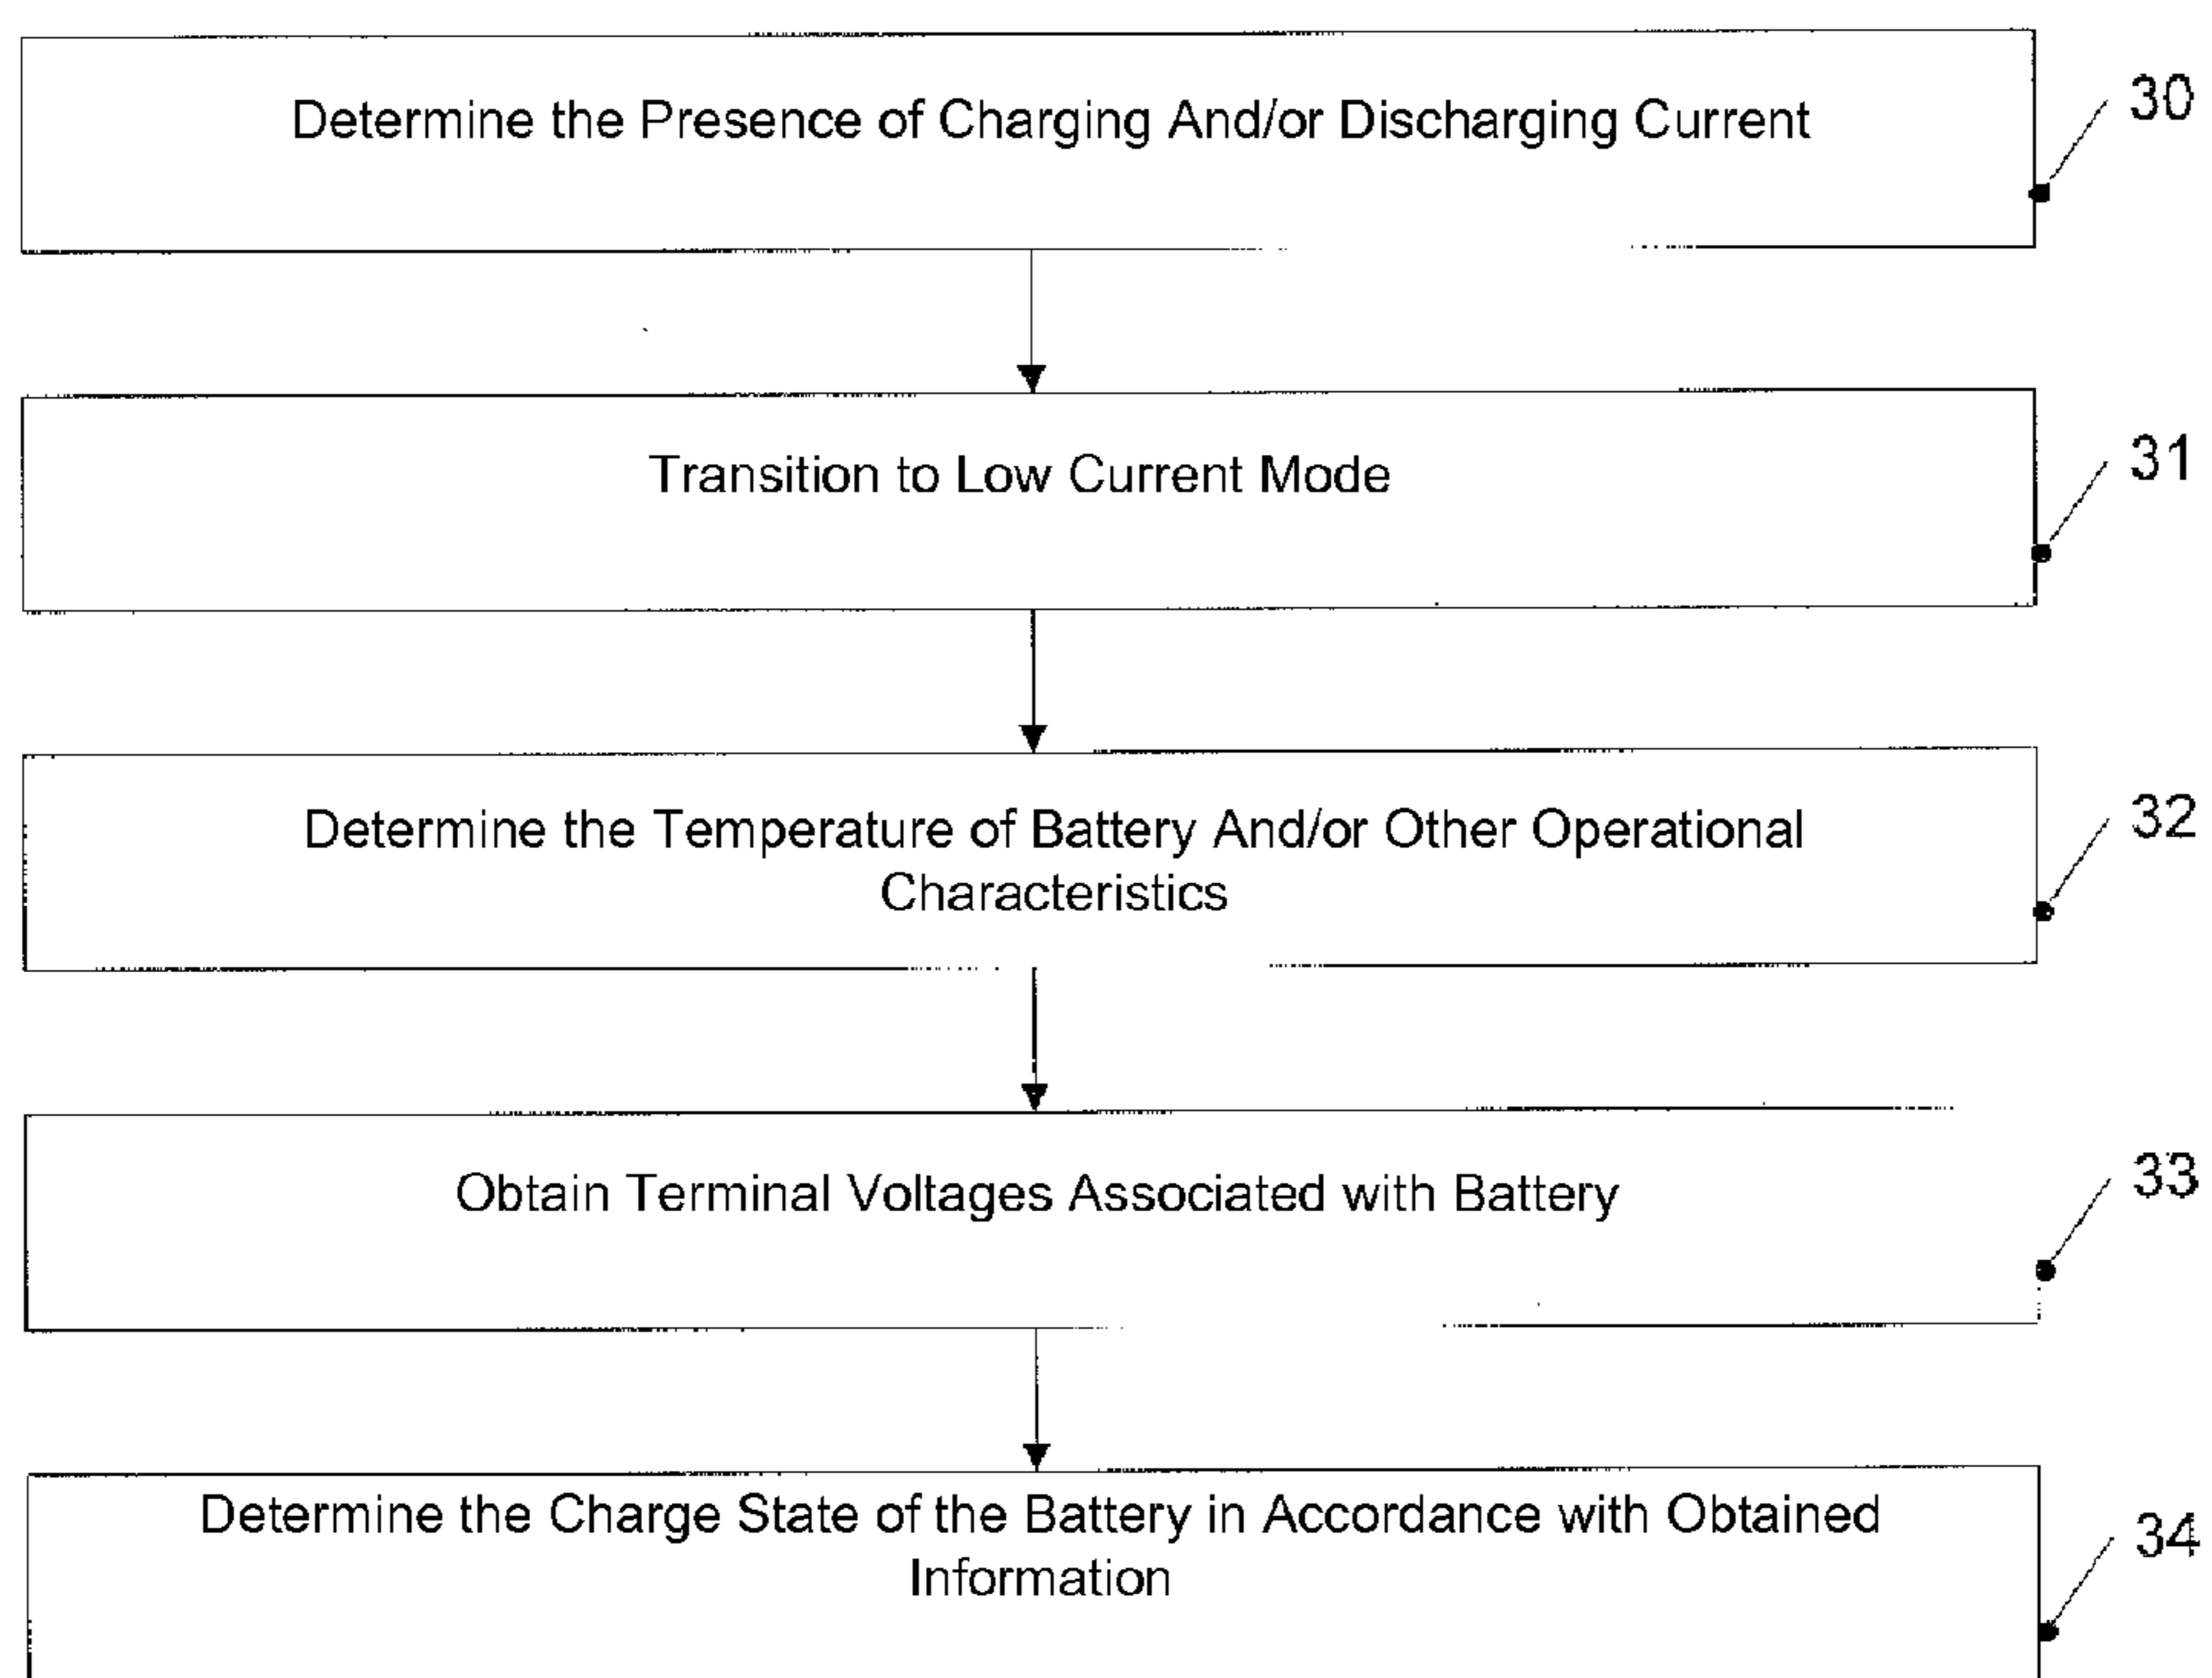 Determine the Presence of Charging And/or Discharging Current
30
Transition to Low Current Mode
31
Determine the Temperature of Battery And/or Other Operational
Characteristics
32
Obtain Terminal Voltages Associated with Battery
33
Determine the Charge State of the Battery in Accordance with Obtained
Information
34